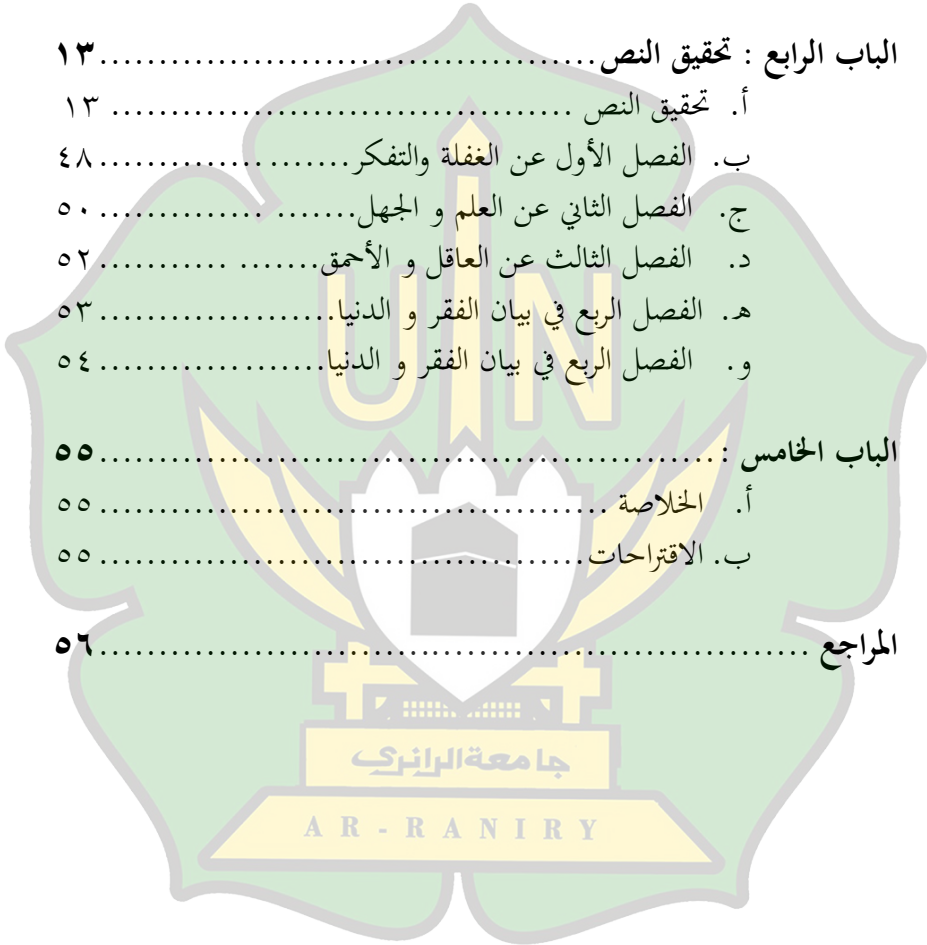 الباب الرابع : تحقيق النص..........................................١٣
أ. تحقيق النص ....................................... ١٣
ب. الفصل الأول عن الغفلة والتفكر....................٤٨
ج. الفصل الثاني عن العلم و الجهل....... .............. ٥٠
د. الفصل الثالث عن العاقل و الأحمق....... ........... ٥٢
ه. الفصل الربع في بيان الفقر و الدنيا.................... ٥٣
و. الفصل الربع في بيان الفقر و الدنيا.................... ٥٤
الباب الخامس : ....................................................٥٥
أ. الخلاصة ........................................... ٥٥
ب. الاقتراحات.........................................٥٥
المراجع ............................................................٥٦
UIN
جامعة الرانري
AR-RANIRY